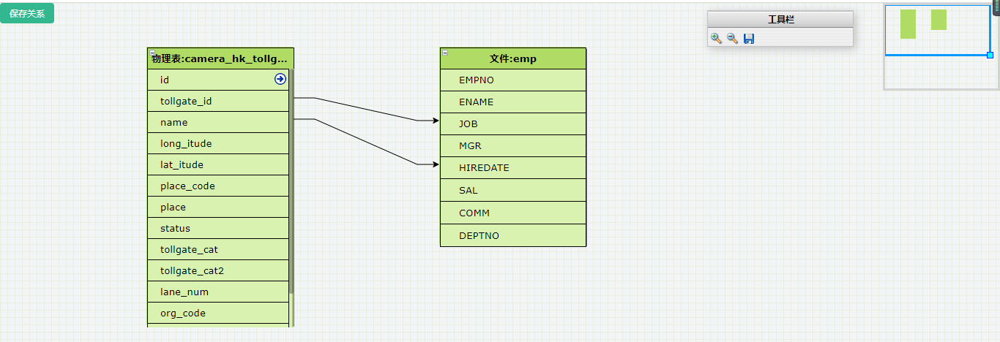 保存关系
工具栏
物理表:camera_hk_tollg...
id
tollgate_id
name
long_itude
lat_itude
place_code
place
status
tollgate_cat
tollgate_cat2
lane_num
org_code
文件:emp
EMPNO
ENAME
JOB
MGR
HIREDATE
SAL
COMM
DEPTNO